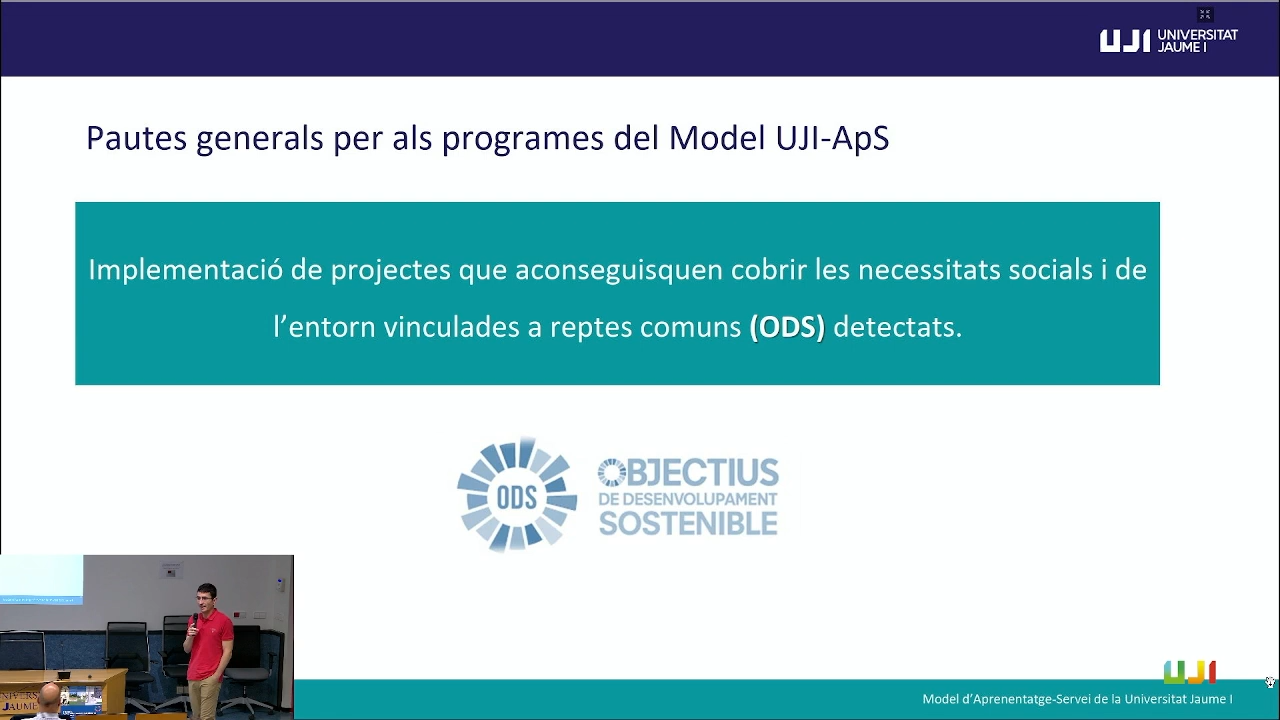 UJI UNIVERSITAT
JAUME I
Pautes generals per als programes del Model UJI-ApS
Implementació de projectes que aconseguisquen cobrir les necessitats socials i de
l’entorn vinculades a reptes comuns (ODS) detectats.
ODS
OBJECTIUS
DE DESENVOLUPAMENT
SOSTENIBLE
UJI
Model d’Aprenentatge-Servei de la Universitat Jaume I